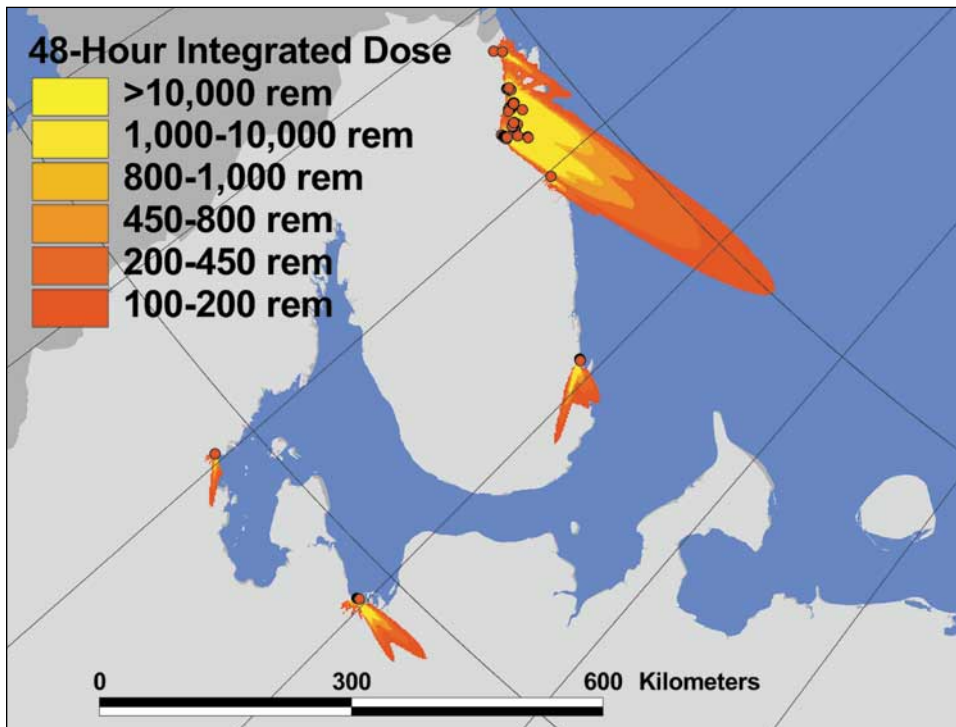 48-Hour Integrated Dose
>10,000 rem
1,000-10,000 rem
800-1,000 rem
450-800 rem
200-450 rem
100-200 rem
0 300 600 Kilometers